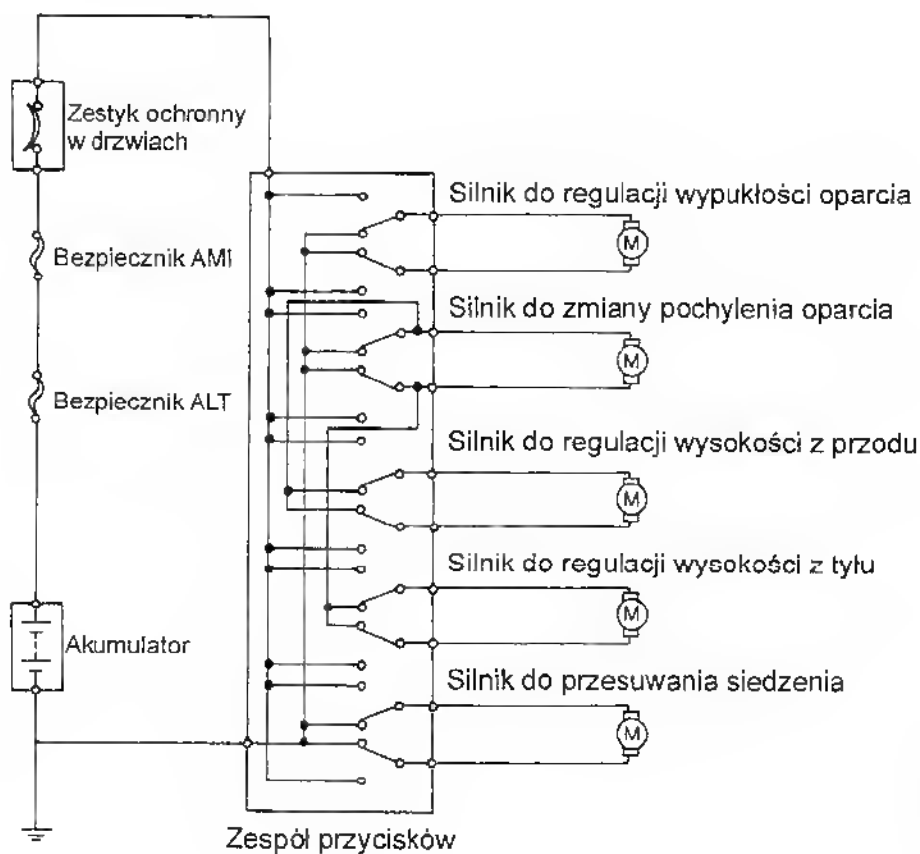 Zestyk ochronny
w drzwiach
Bezpiecznik AMI
Bezpiecznik ALT
Akumulator
Silnik do regulacji wypukłości oparcia
M
Silnik do zmiany pochylenia oparcia
M
Silnik do regulacji wysokości z przodu
M
Silnik do regulacji wysokości z tyłu
M
Silnik do przesuwania siedzenia
M
Zespół przycisków